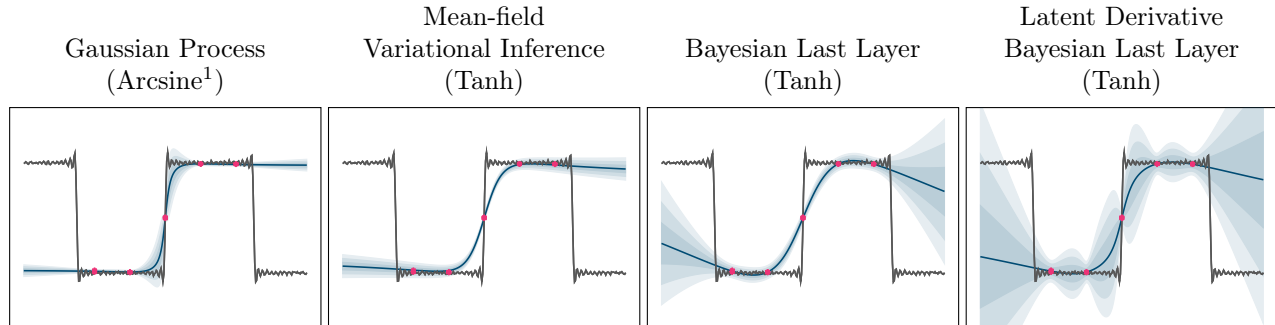 Gaussian Process
(Arcsine¹)
Mean-field
Variational Inference
(Tanh)
Bayesian Last Layer
(Tanh)
Latent Derivative
Bayesian Last Layer
(Tanh)